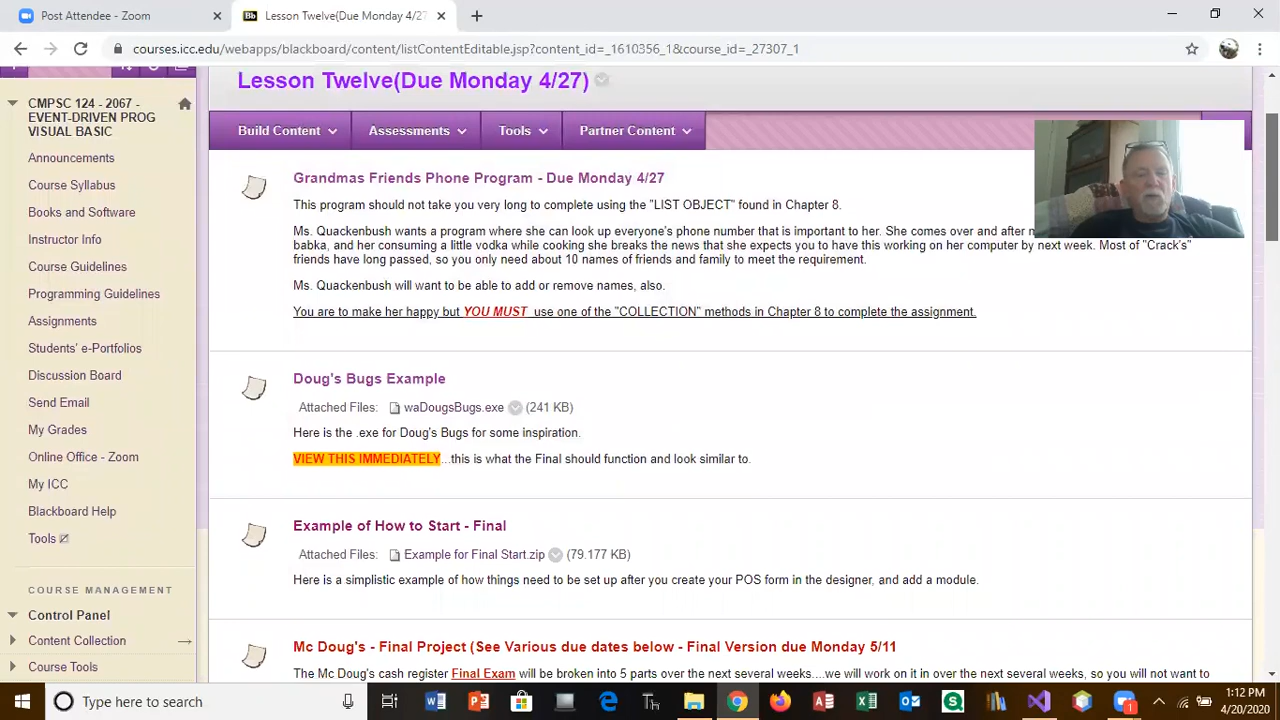 Post Attendee - Zoom
Lesson Twelve(Due Monday 4/27
courses.icc.edu/webapps/blackboard/content/listContentEditable.jsp?content_id=_1610356_1&course_id=_27307_1
CMPSC 124 - 2067 -
EVENT-DRIVEN PROG
VISUAL BASIC
Announcements
Course Syllabus
Books and Software
Instructor Info
Course Guidelines
Programming Guidelines
Assignments
Students' e-Portfolios
Discussion Board
Send Email
My Grades
Online Office - Zoom
My ICC
Blackboard Help
Tools
COURSE MANAGEMENT
Control Panel
Content Collection
Course Tools
Lesson Twelve(Due Monday 4/27)
Build Content
Assessments
Tools
Partner Content
Grandmas Friends Phone Program - Due Monday 4/27
This program should not take you very long to complete using the "LIST OBJECT" found in Chapter 8.
Ms. Quackenbush wants a program where she can look up everyone's phone number that is important to her. She comes over and after
babka, and her consuming a little vodka while cooking she breaks the news that she expects you to have this working on her computer by next week. Most of "Crack's"
friends have long passed, so you only need about 10 names of friends and family to meet the requirement.
Ms. Quackenbush will want to be able to add or remove names, also.
You are to make her happy but YOU MUST use one of the "COLLECTION" methods in Chapter 8 to complete the assignment.
Doug's Bugs Example
Attached Files: waDougsBugs.exe (241 KB)
Here is the .exe for Doug's Bugs for some inspiration.
VIEW THIS IMMEDIATELY...this is what the Final should function and look similar to.
Example of How to Start - Final
Attached Files: Example for Final Start.zip (79.177 KB)
Here is a simplistic example of how things need to be set up after you create your POS form in the designer, and add a module.
Mc Doug's - Final Project (See Various due dates below - Final Version due Monday 5/11
The Mc Doug's cash register Final Exam will be broken into 5 parts over the next several weeks....we will work on it in over the next several weeks, so you will not want to
Type here to search
1:12 PM
4/20/2020